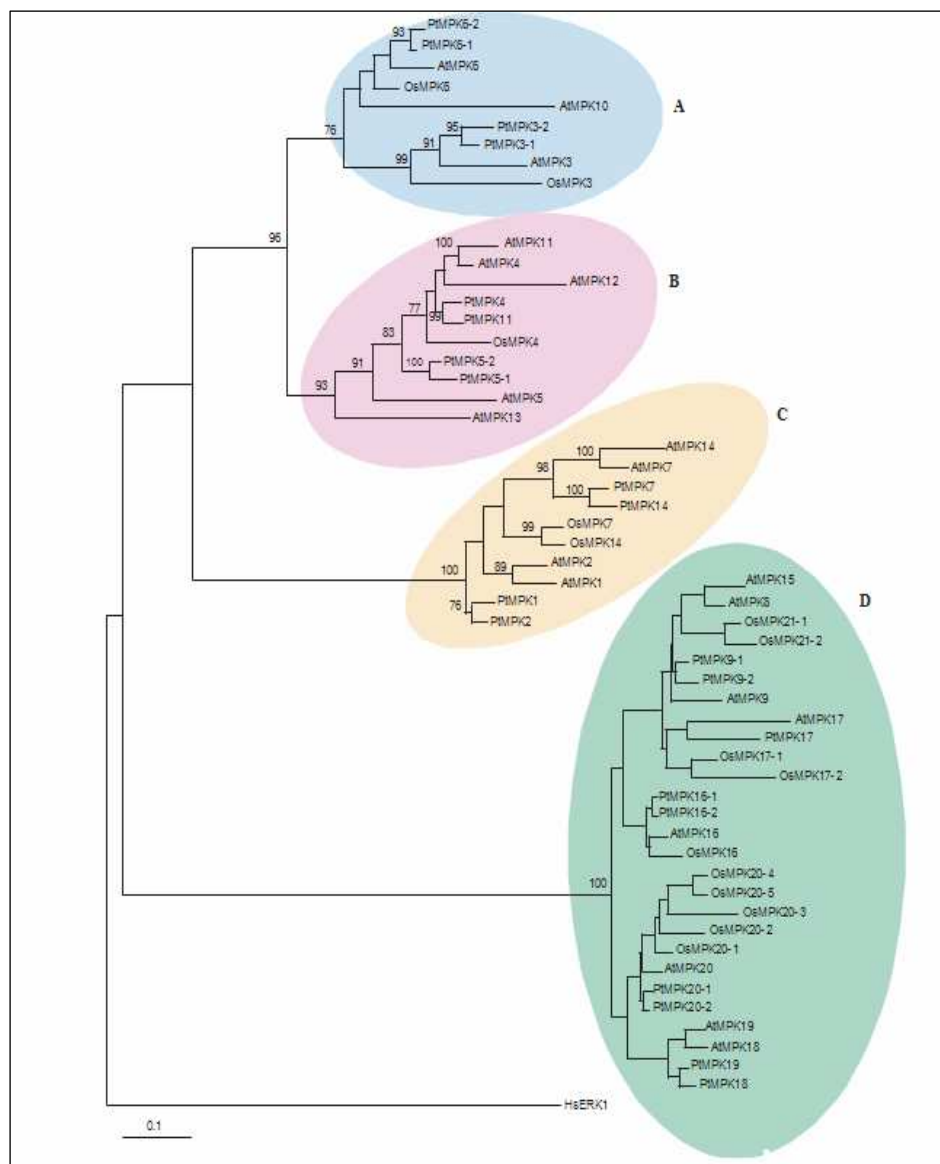 PtMPK6-2
93
PtMPK6-1
AtMPK6
OsMPK6
AtMPK10
A
76
95
PtMPK3-2
91
PtMPK3-1
99
AtMPK3
OsMPK3
96
100
AtMPK11
AtMPK4
B
AtMPK12
77
PtMPK4
99
PtMPK11
83
OsMPK4
91
100
PtMPK5-2
PtMPK5-1
93
AtMPK5
AtMPK13
C
100
AtMPK14
98
AtMPK7
100
PtMPK7
PtMPK14
99
OsMPK7
OsMPK14
100
89
AtMPK2
AtMPK1
76
PtMPK1
PtMPK2
D
AtMPK15
AtMPK8
OsMPK21-1
OsMPK21-2
PtMPK9-1
PtMPK9-2
AtMPK9
AtMPK17
PtMPK17
OsMPK17-1
OsMPK17-2
PtMPK16-1
PtMPK16-2
AtMPK16
OsMPK16
100
OsMPK20-4
OsMPK20-5
OsMPK20-3
OsMPK20-2
OsMPK20-1
AtMPK20
PtMPK20-1
PtMPK20-2
AtMPK19
AtMPK18
PtMPK19
PtMPK18
HsERK1
0.1